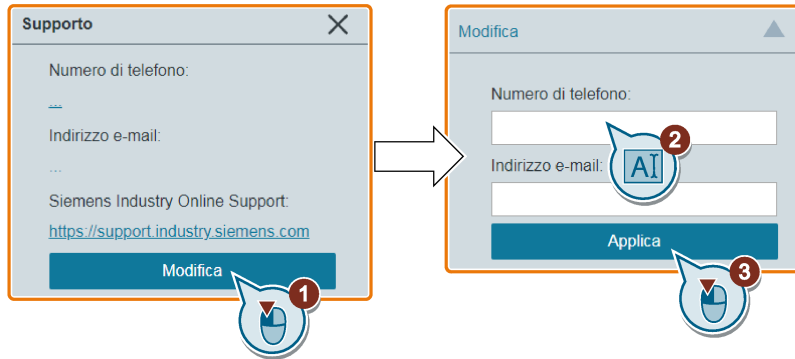 Supporto
Numero di telefono:
...
Indirizzo e-mail:
...
Siemens Industry Online Support:
https://support.industry.siemens.com
Modifica
1
Modifica
Numero di telefono:
2
AI
Indirizzo e-mail:
Applica
3